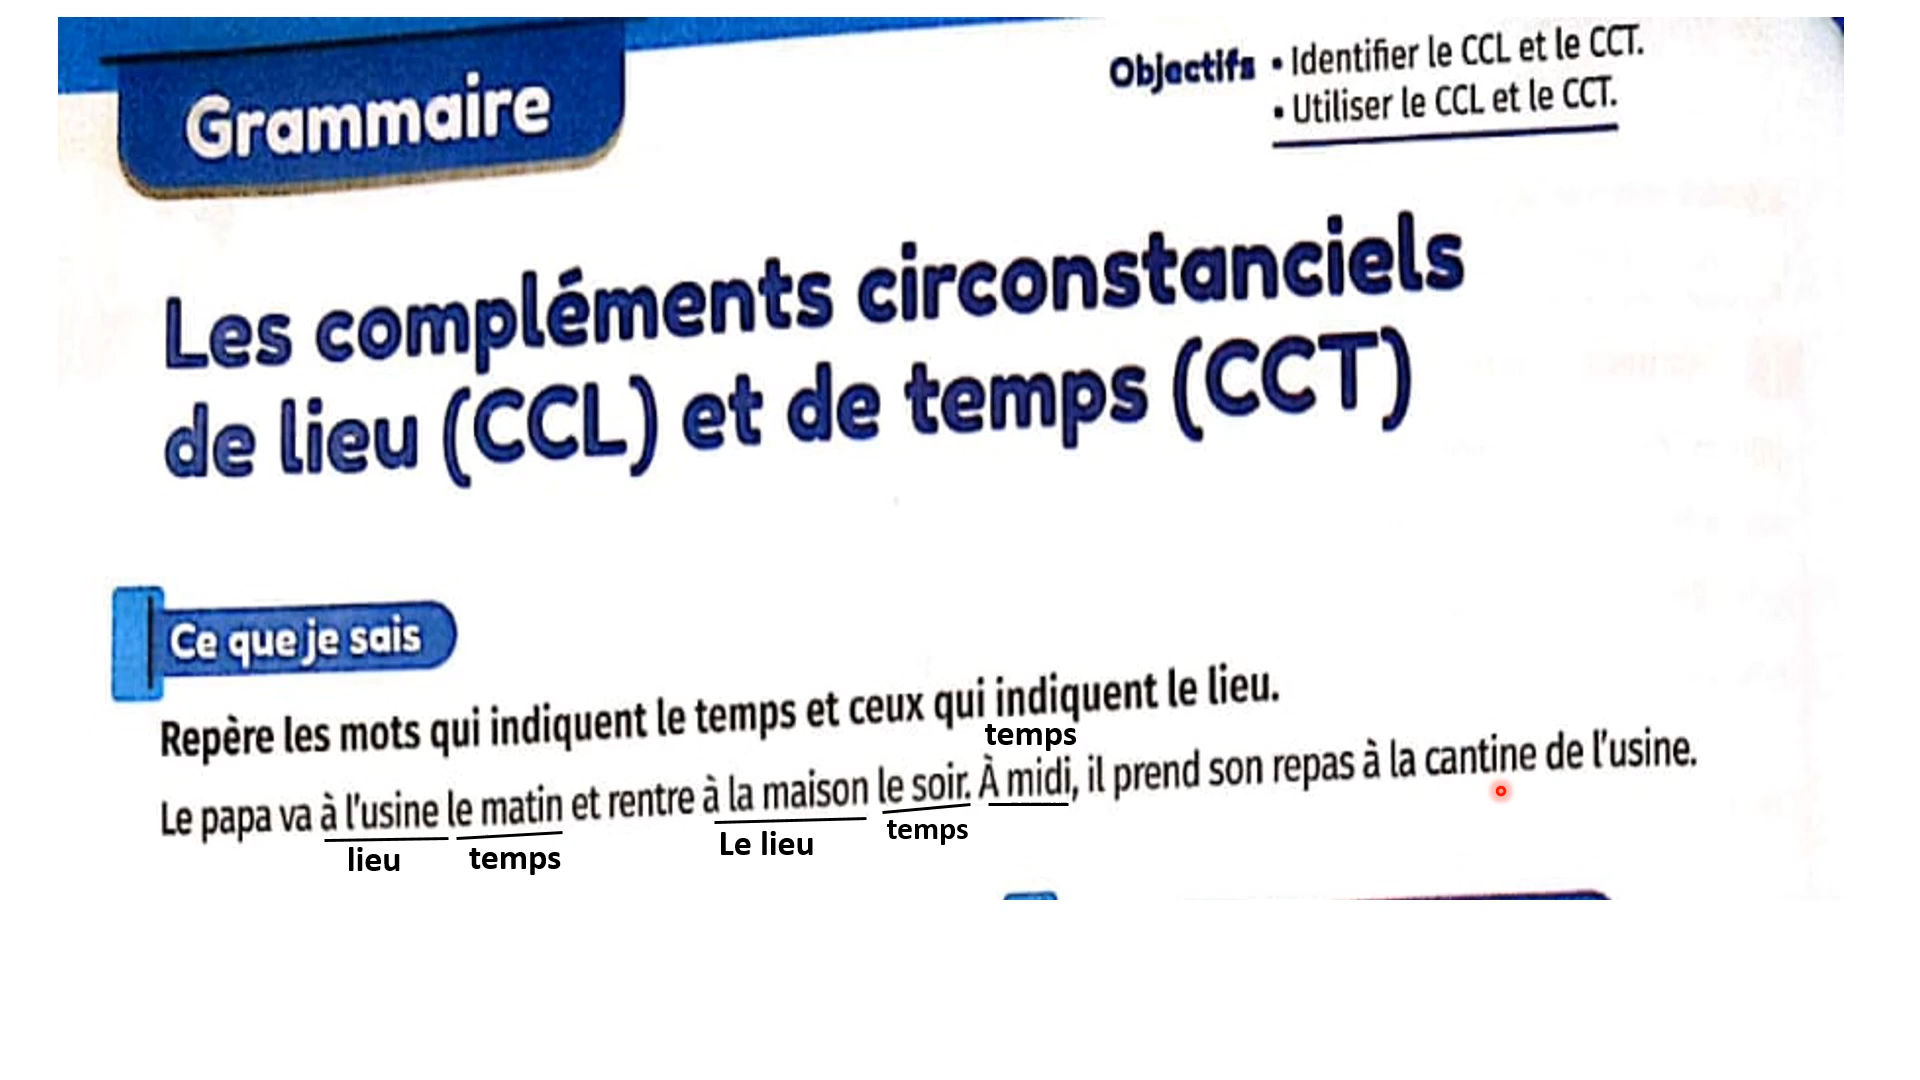 Grammaire
Objectifs • Identifier le CCL et le CCT.
• Utiliser le CCL et le CCT.
Les compléments circonstanciels
de lieu (CCL) et de temps (CCT)
Ce que je sais
Repère les mots qui indiquent le temps et ceux qui indiquent le lieu.
temps
Le papa va à l'usine le matin et rentre à la maison le soir. À midi, il prend son repas à la cantine de l'usine.
lieu temps Le lieu temps